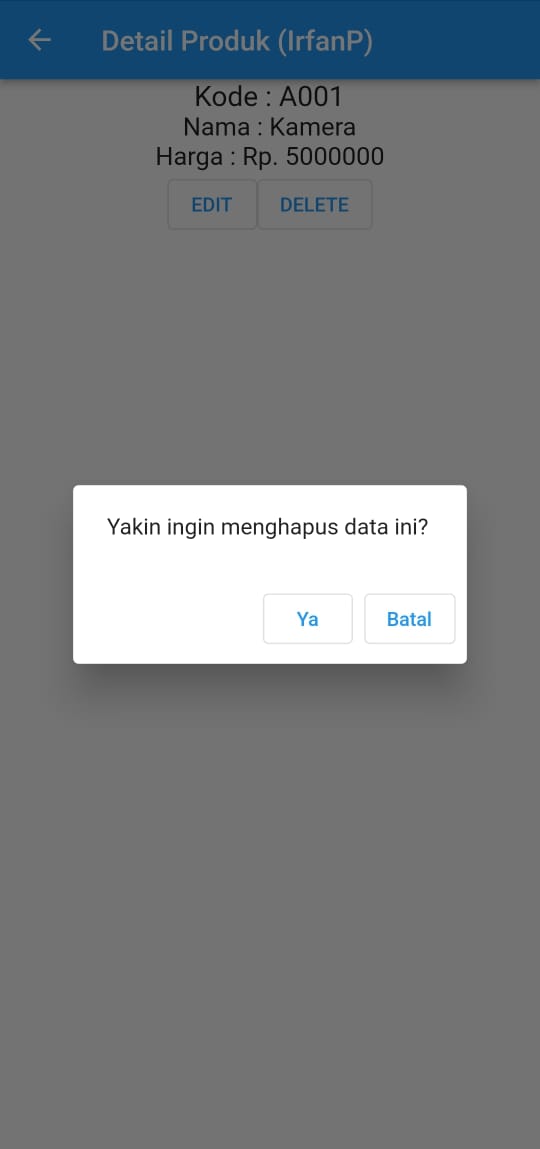 Detail Produk (IrfanP)
Kode : A001
Nama : Kamera
Harga : Rp. 5000000
EDIT DELETE
Yakin ingin menghapus data ini?
Ya Batal